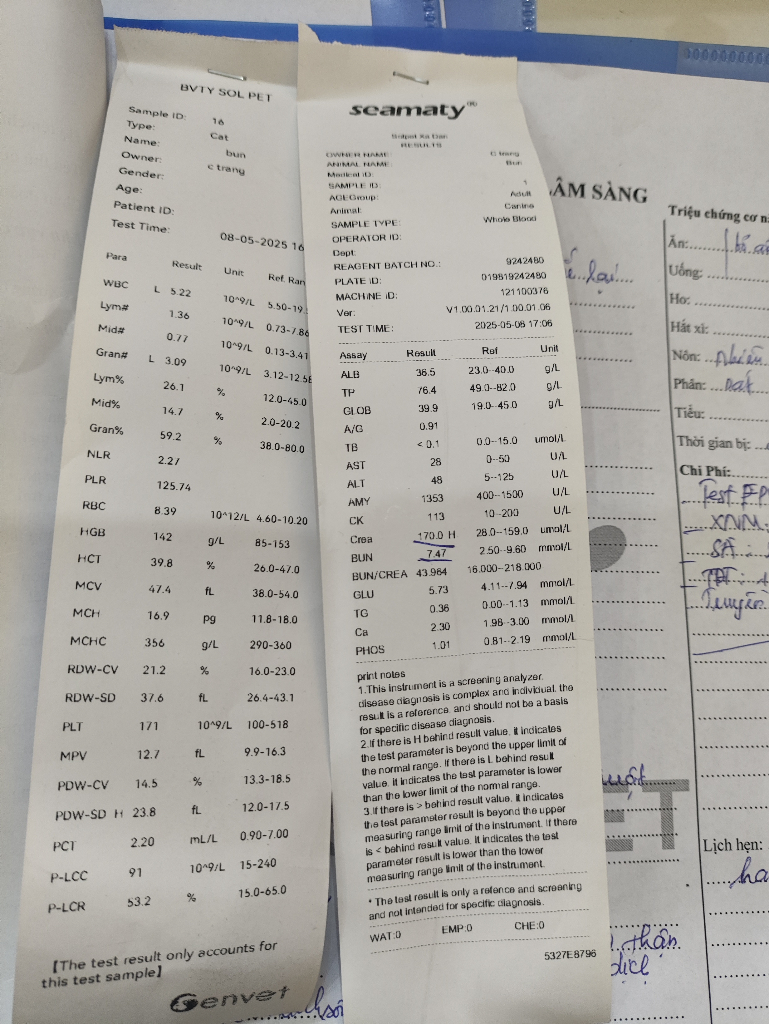 BVTY SOL PET
Sample ID: 16
Type: Cat
Name: bun
Owner: c trang
Gender:
Age:
Patient ID:
Test Time: 08-05-2025 16
Para Result Unit Ref. Ran
WBC L 5.22 10^9/L 5.50-19.
Lym# 1.36 10^9/L 0.73-7.86
Mid# 0.77 10^9/L 0.13-3.41
Gran# L 3.09 10^9/L 3.12-12.58
Lym% 26.1 % 12.0-45.0
Mid% 14.7 % 2.0-20.2
Gran% 59.2 % 38.0-80.0
NLR 2.27
PLR 125.74
RBC 8.39 10^12/L 4.60-10.20
HGB 142 g/L 85-153
HCT 39.8 % 26.0-47.0
MCV 47.4 fL 38.0-54.0
MCH 16.9 pg 11.8-18.0
MCHC 356 g/L 290-360
RDW-CV 21.2 % 16.0-23.0
RDW-SD 37.6 fL 26.4-43.1
PLT 171 10^9/L 100-518
MPV 12.7 fL 9.9-16.3
PDW-CV 14.5 % 13.3-18.5
PDW-SD H 23.8 fL 12.0-17.5
PCT 2.20 mL/L 0.90-7.00
P-LCC 91 10^9/L 15-240
P-LCR 53.2 % 15.0-65.0
【The test result only accounts for
this test sample】
Genvet
seamaty®
Solpet Xa Dan
RESULTS
OWNER NAME: C trang
ANIMAL NAME: Bun
Medical ID:
SAMPLE ID: 1
AGEGroup: Adult
Animal: Canine
SAMPLE TYPE: Whole Blood
OPERATOR ID:
Dept:
REAGENT BATCH NO.: 9242480
PLATE ID: 019819242480
MACHINE ID: 121100376
Ver: V1.00.01.21/1.00.01.06
TEST TIME: 2025-05-08 17:06
Assay Result Ref Unit
ALB 36.5 23.0--40.0 g/L
TP 76.4 49.0--82.0 g/L
GLOB 39.9 19.0--45.0 g/L
A/G 0.91
TB < 0.1 0.0--15.0 umol/L
AST 28 0--50 U/L
ALT 48 5--125 U/L
AMY 1353 400--1500 U/L
CK 113 10--200 U/L
Crea 170.0 H 28.0--159.0 umol/L
BUN 7.47 2.50--9.60 mmol/L
BUN/CREA 43.964 16.000--218.000
GLU 5.73 4.11--7.94 mmol/L
TG 0.36 0.00--1.13 mmol/L
Ca 2.30 1.98--3.00 mmol/L
PHOS 1.01 0.81--2.19 mmol/L
print notes
1.This instrument is a screening analyzer,
disease diagnosis is complex and individual, the
result is a reference, and should not be a basis
for specific disease diagnosis.
2.If there is H behind result value, it indicates
the test parameter is beyond the upper limit of
the normal range. If there is L behind result
value, it indicates the test parameter is lower
than the lower limit of the normal range.
3.If there is > behind result value, it indicates
the test parameter result is beyond the upper
measuring range limit of the instrument. If there
is < behind result value. It indicates the test
parameter result is lower than the lower
measuring range limit of the instrument.
* The test result is only a refence and screening
and not intended for specific diagnosis.
WAT:0 EMP:0 CHE:0
5327E8796
ÂM SÀNG
Triệu chứng cơ n
Ăn:
Uống:
Ho:
Hắt xì:
Nôn: nhiều
Phân:
Tiểu:
Thời gian bị:
Chi Phí:
Test FP
XNM
SA
Truyền
Lịch hẹn:
thận
dịch